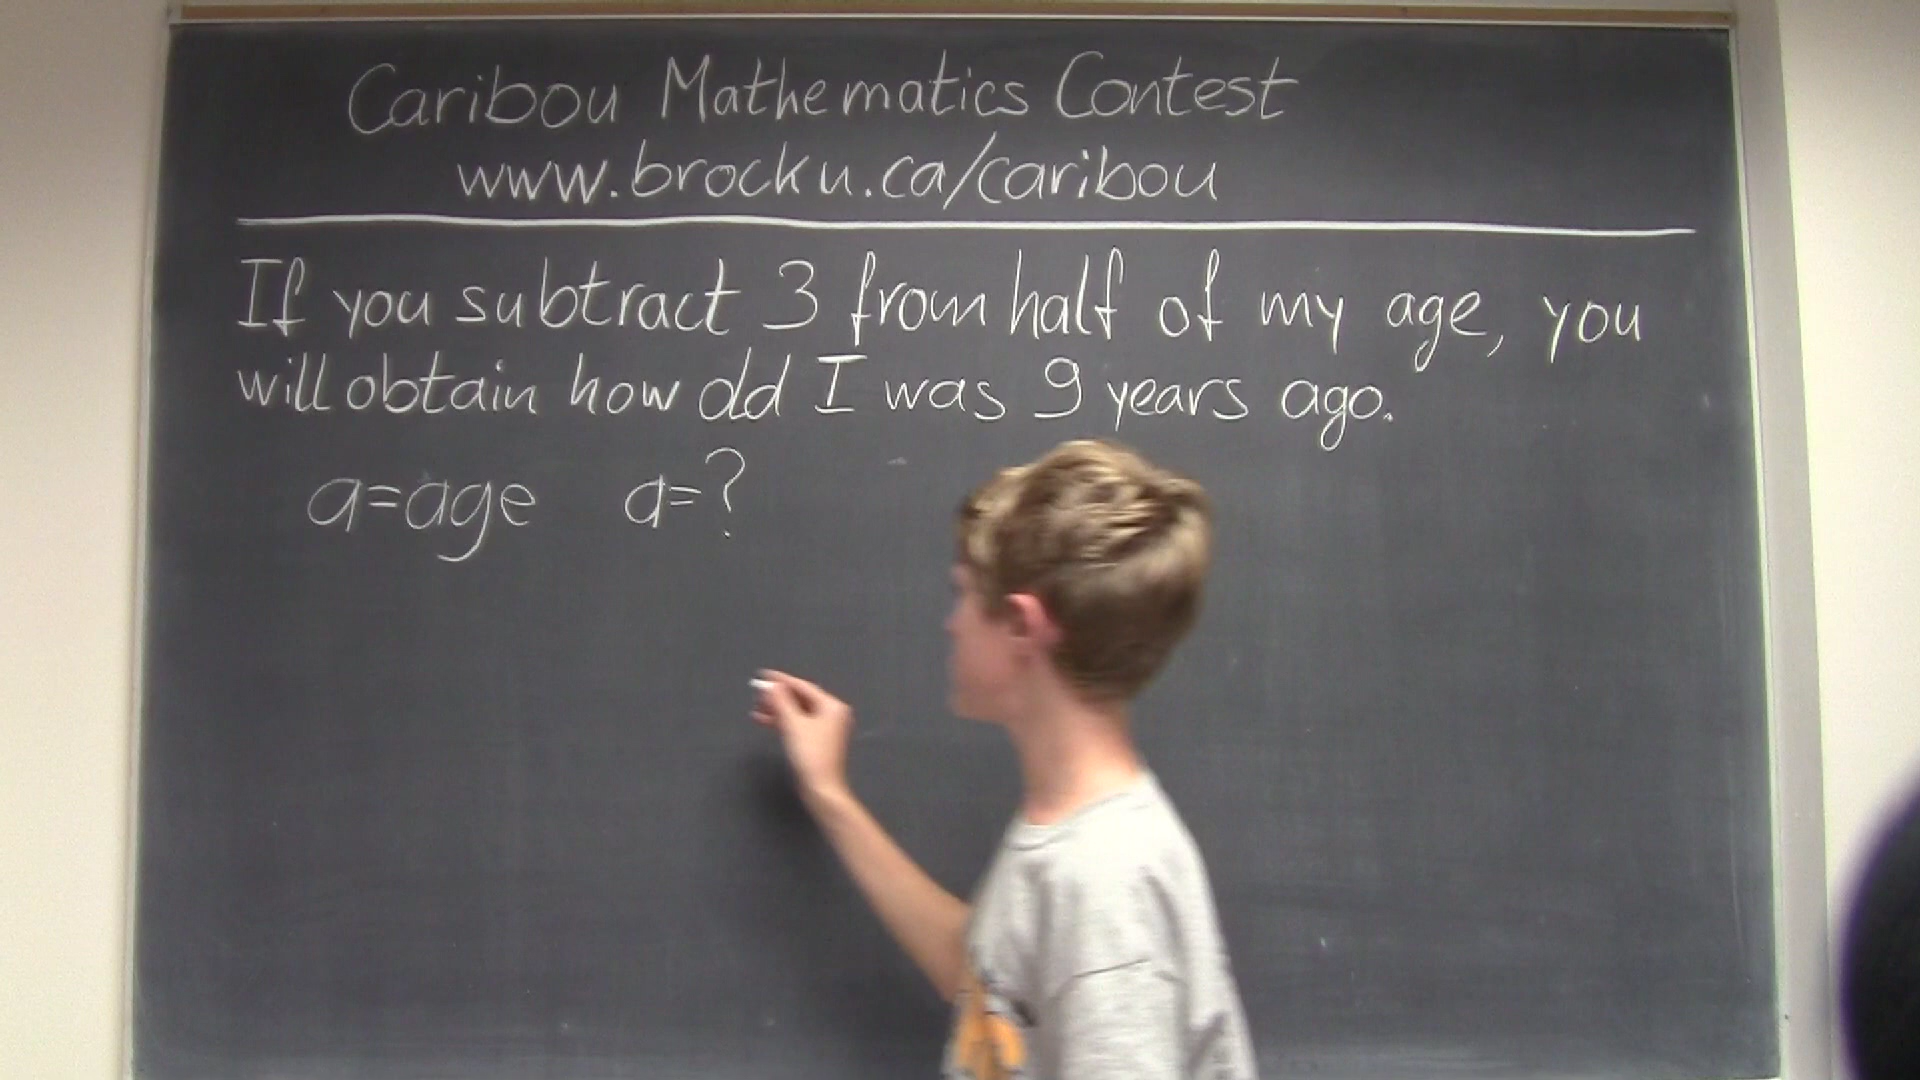 Caribou Mathematics Contest
www.brocku.ca/caribou
If you subtract 3 from half of my age, you
will obtain how old I was 9 years ago.
a=age a=?